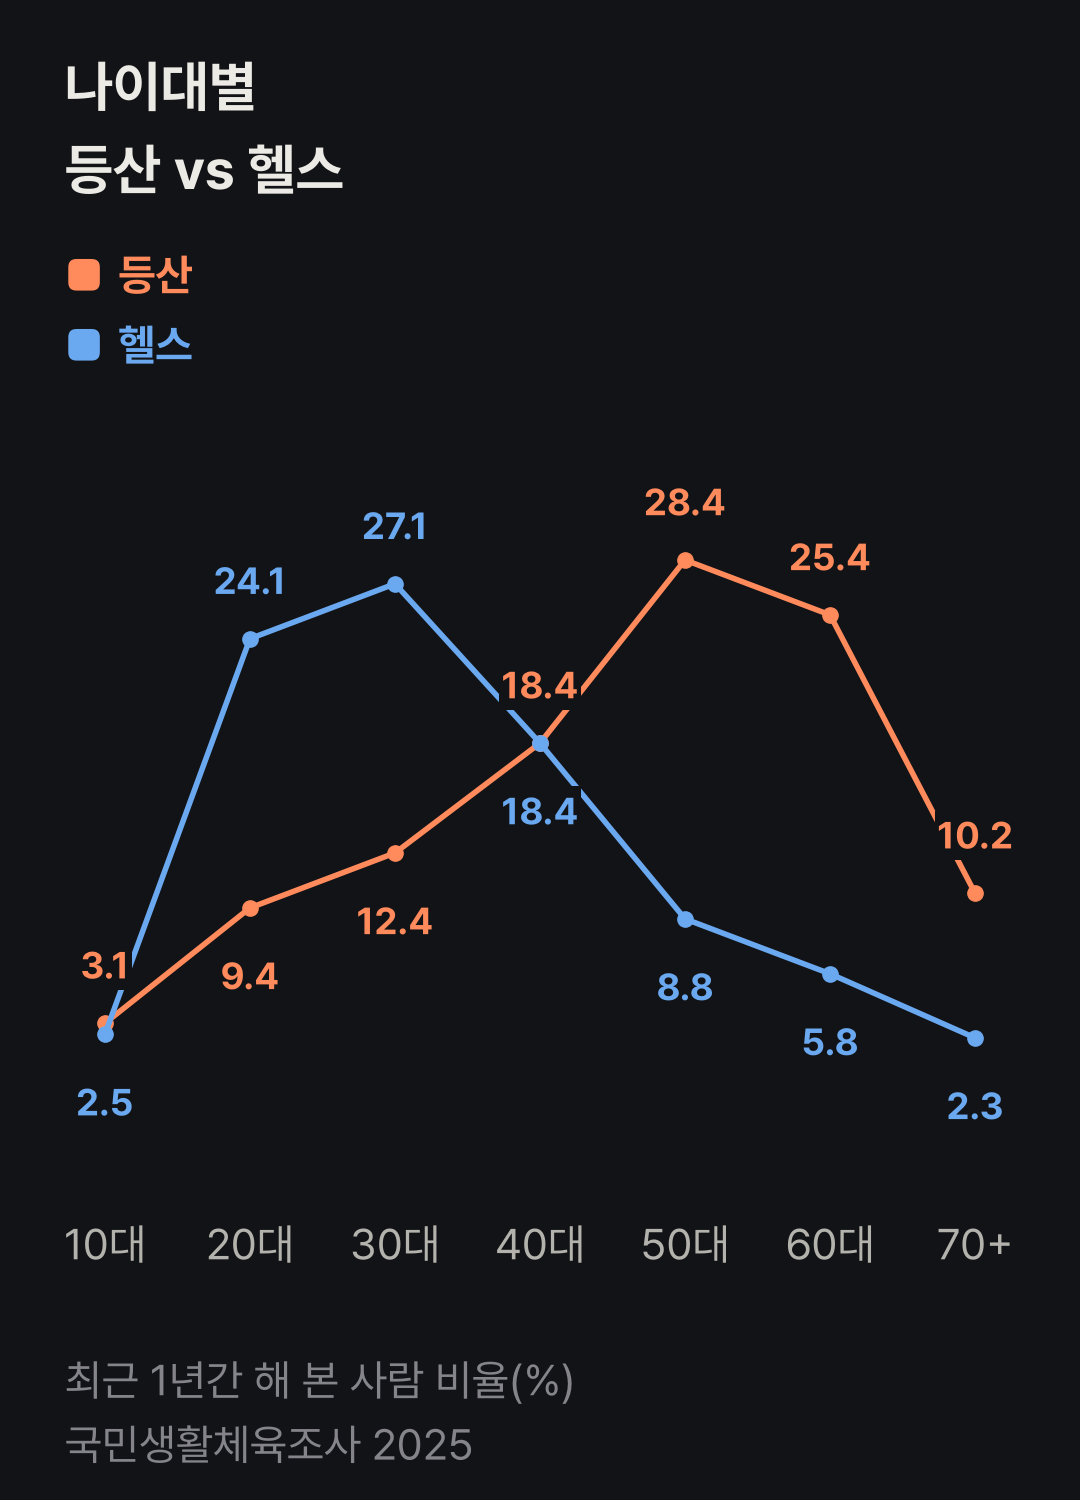 나이대별
등산 vs 헬스
등산
헬스
28.4
27.1
25.4
24.1
18.4
18.4
10.2
12.4
3.1
9.4
8.8
5.8
2.5
2.3
10대 20대 30대 40대 50대 60대 70+
최근 1년간 해 본 사람 비율(%)
국민생활체육조사 2025